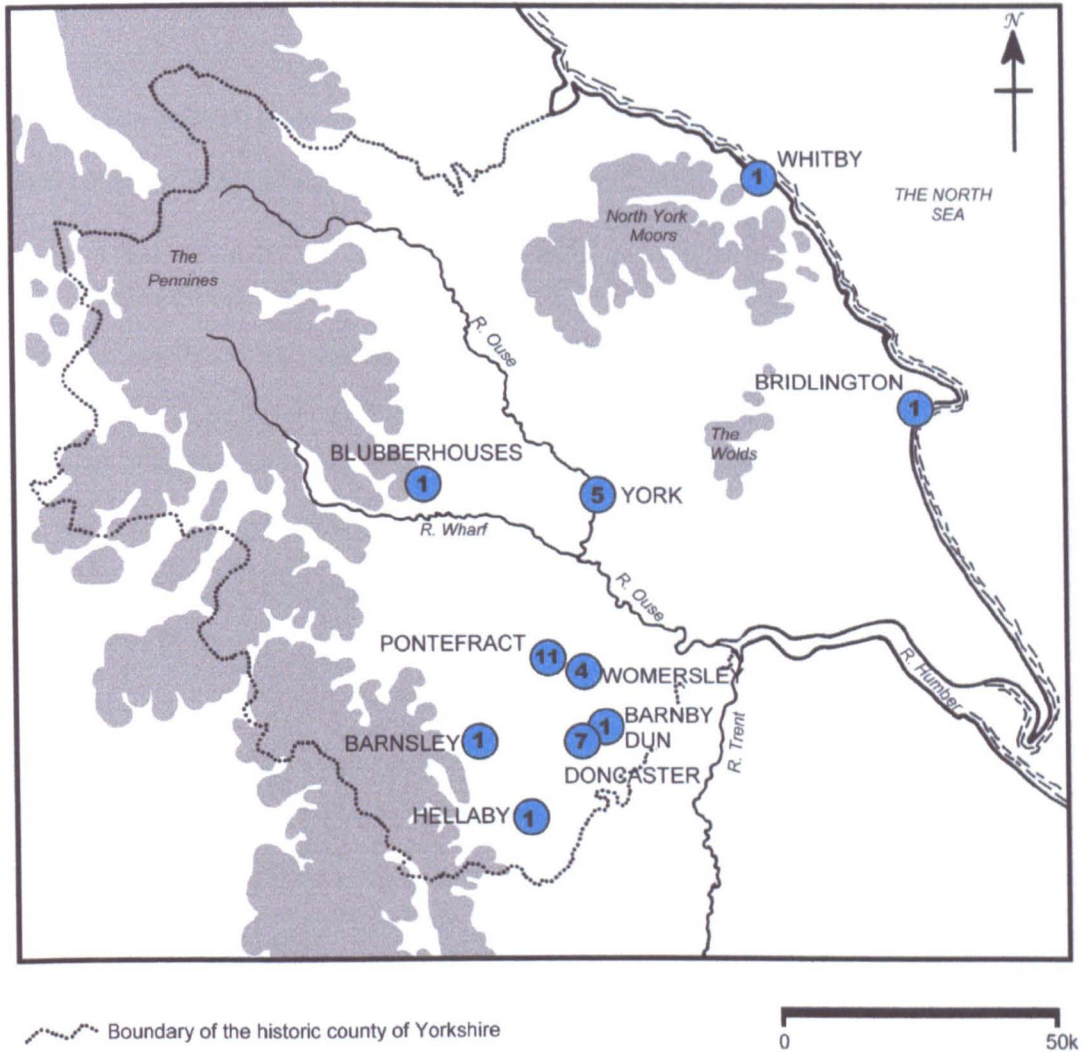 N
WHITBY
1
THE NORTH
SEA
North York
Moors
The
Pennines
R. Ouse
BRIDLINGTON
1
The
Wolds
BLUBBERHOUSES
1
5 YORK
R. Wharf
R. Ouse
PONTEFRACT
11
4
WOMERSLEY
R. Humber
BARNSLEY 1
1 BARNBY
7 DUN
DONCASTER
R. Trent
HELLABY 1
Boundary of the historic county of Yorkshire
0 50k